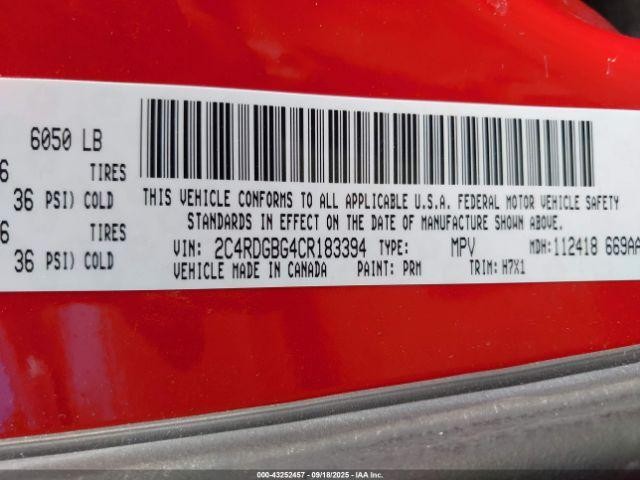 6050 LB
6 TIRES
36 PSI) COLD
6 TIRES
36 PSI) COLD
THIS VEHICLE CONFORMS TO ALL APPLICABLE U.S.A. FEDERAL MOTOR VEHICLE SAFETY
STANDARDS IN EFFECT ON THE DATE OF MANUFACTURE SHOWN ABOVE.
VIN: 2C4RDGBG4CR183394 TYPE: MPV MDH: 112418 669AA
VEHICLE MADE IN CANADA PAINT: PRM TRIM: H7X1
000-43252457 | 09/18/2025 | IAA Inc.